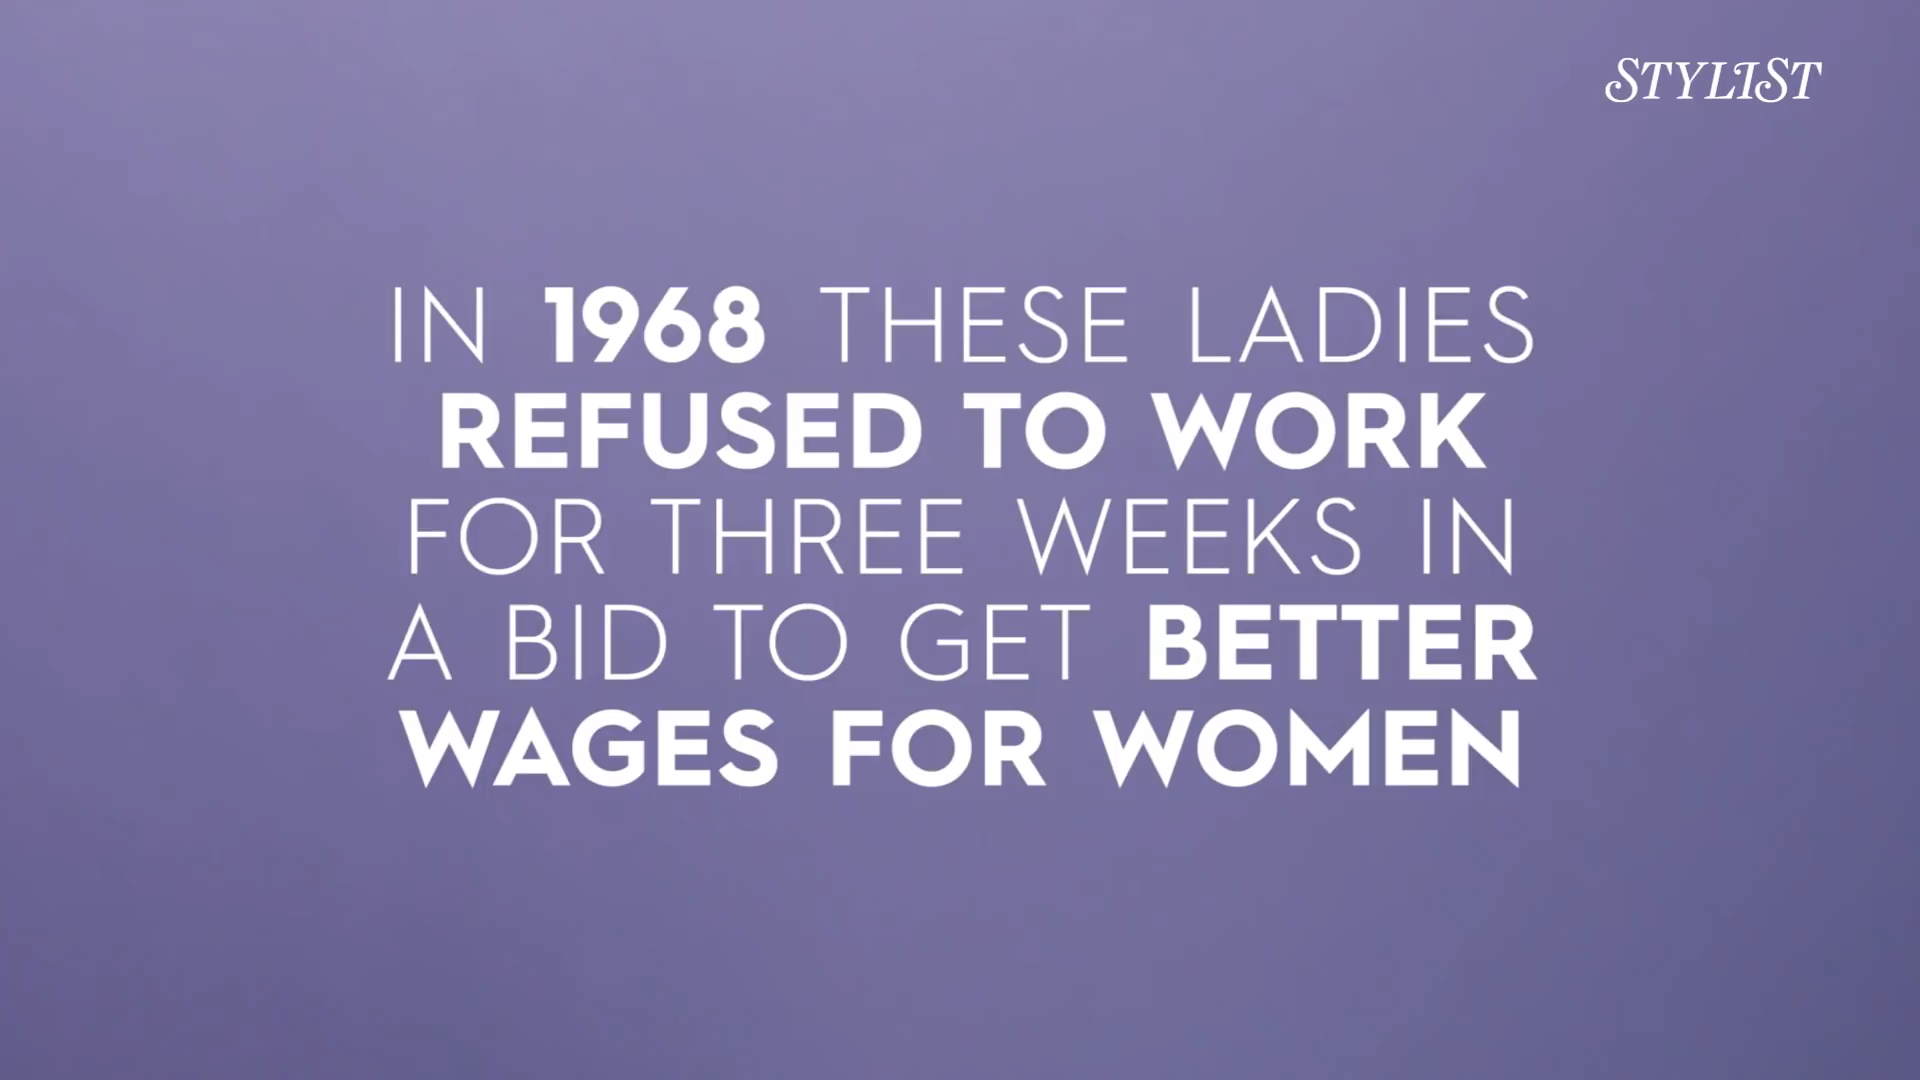 STYLIST
IN 1968 THESE LADIES
REFUSED TO WORK
FOR THREE WEEKS IN
A BID TO GET BETTER
WAGES FOR WOMEN